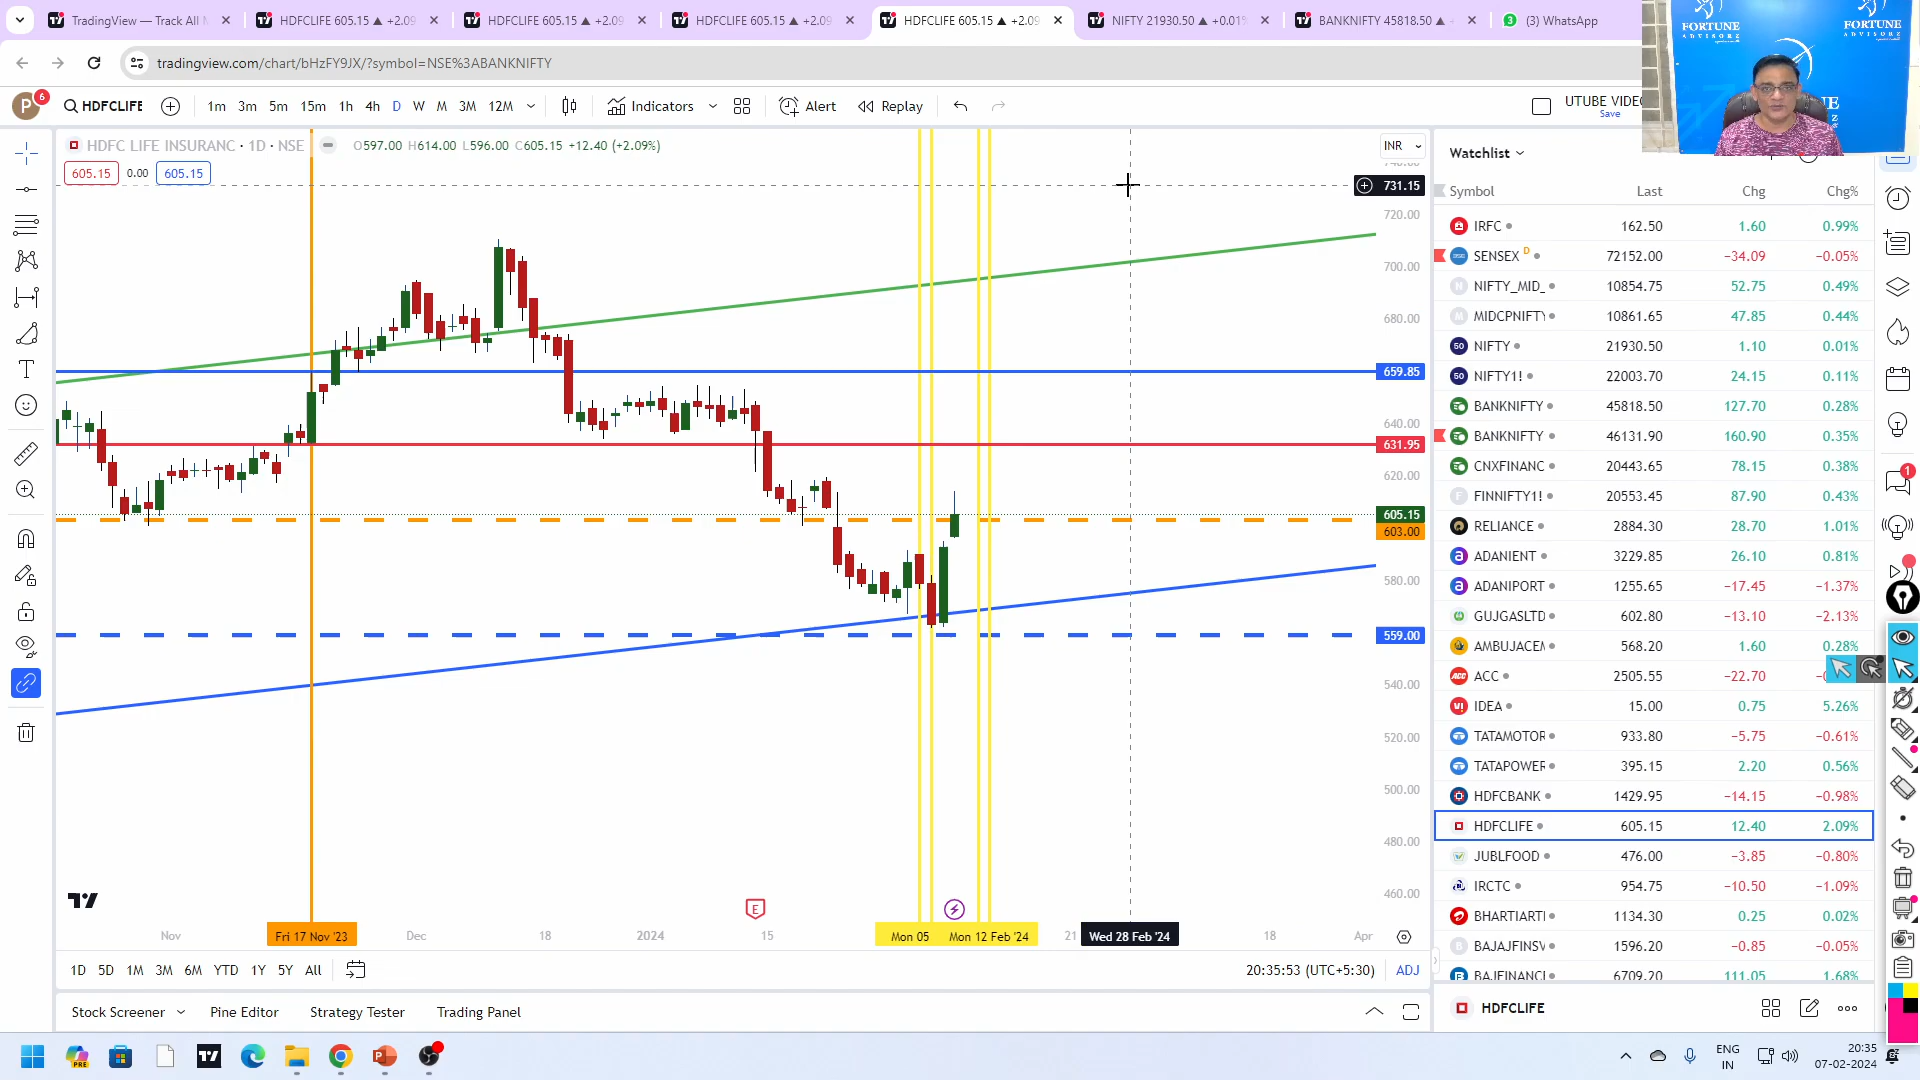 TradingView — Track All M
HDFCLIFE 605.15 ▲ +2.09
HDFCLIFE 605.15 ▲ +2.09
HDFCLIFE 605.15 ▲ +2.09
HDFCLIFE 605.15 ▲ +2.09
NIFTY 21930.50 ▲ +0.01%
BANKNIFTY 45818.50 ▲
(3) WhatsApp
tradingview.com/chart/bHzFY9JX/?symbol=NSE%3ABANKNIFTY
FORTUNE
FORTUNE
P 6 HDFCLIFE 1m 3m 5m 15m 1h 4h D W M 3M 12M Indicators Alert Replay
UTUBE VIDEO
Save
HDFC LIFE INSURANC · 1D · NSE O597.00 H614.00 L596.00 C605.15 +12.40 (+2.09%)
605.15 0.00 605.15
INR
731.15
720.00
700.00
680.00
659.85
640.00
631.95
620.00
605.15
603.00
580.00
559.00
540.00
520.00
500.00
480.00
460.00
E
Nov Fri 17 Nov '23 Dec 18 2024 15 Mon 05 Mon 12 Feb '24 21 Wed 28 Feb '24 18 Apr
1D 5D 1M 3M 6M YTD 1Y 5Y All
20:35:53 (UTC+5:30) ADJ
Stock Screener Pine Editor Strategy Tester Trading Panel
Watchlist
Symbol Last Chg Chg%
IRFC 162.50 1.60 0.99%
SENSEX D 72152.00 −34.09 −0.05%
NIFTY_MID_ 10854.75 52.75 0.49%
MIDCPNIFTY 10861.65 47.85 0.44%
NIFTY 21930.50 1.10 0.01%
NIFTY1! 22003.70 24.15 0.11%
BANKNIFTY 45818.50 127.70 0.28%
BANKNIFTY 46131.90 160.90 0.35%
CNXFINANC 20443.65 78.15 0.38%
FINNIFTY1! 20553.45 87.90 0.43%
RELIANCE 2884.30 28.70 1.01%
ADANIENT 3229.85 26.10 0.81%
ADANIPORT 1255.65 −17.45 −1.37%
GUJGASLTD 602.80 −13.10 −2.13%
AMBUJACEM 568.20 1.60 0.28%
ACC 2505.55 −22.70
IDEA 15.00 0.75 5.26%
TATAMOTOR 933.80 −5.75 −0.61%
TATAPOWER 395.15 2.20 0.56%
HDFCBANK 1429.95 −14.15 −0.98%
HDFCLIFE 605.15 12.40 2.09%
JUBLFOOD 476.00 −3.85 −0.80%
IRCTC 954.75 −10.50 −1.09%
BHARTIARTL 1134.30 0.25 0.02%
BAJAJFINSV 1596.20 −0.85 −0.05%
BAJFINANCE 6709.20 111.05 1.68%
HDFCLIFE
1
ENG
IN
20:35
07-02-2024